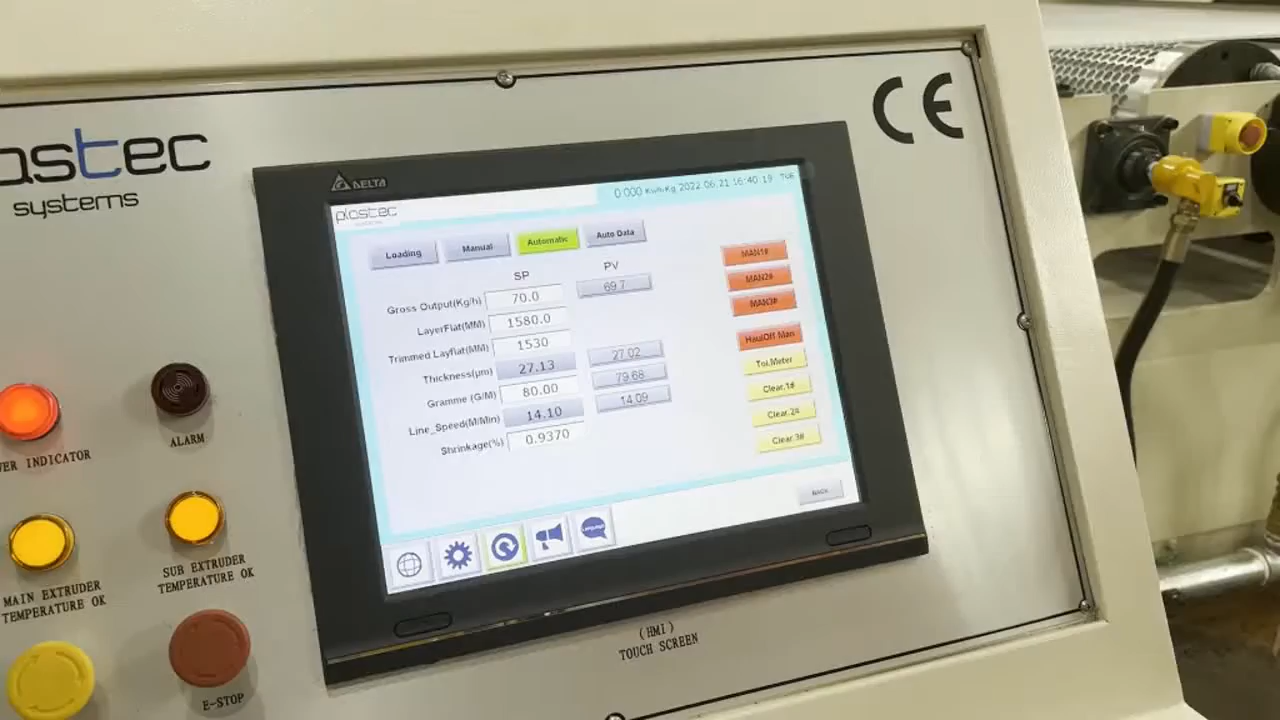 astec
systems
CE
DELTA
plastec
0.000 Kwh/Kg 2022.06.21 16:40:19 TUE
Loading
Manual
Automatic
Auto Data
SP
PV
Gross Output(Kg/h) 70.0 69.7
LayerFlat(MM) 1580.0
Trimmed Layflat(MM) 1530
Thickness(μm) 27.13 27.02
Gramme (G/M) 80.00 79.68
Line_Speed(M/Min) 14.10 14.09
Shrinkage(%) 0.9370
MAN1#
MAN2#
MAN3#
HaulOff Man
Tol.Meter
Clear.1#
Clear.2#
Clear.3#
BACK
Language
ALARM
WER INDICATOR
MAIN EXTRUDER
TEMPERATURE OK
SUB EXTRUDER
TEMPERATURE OK
E-STOP
(HMI)
TOUCH SCREEN